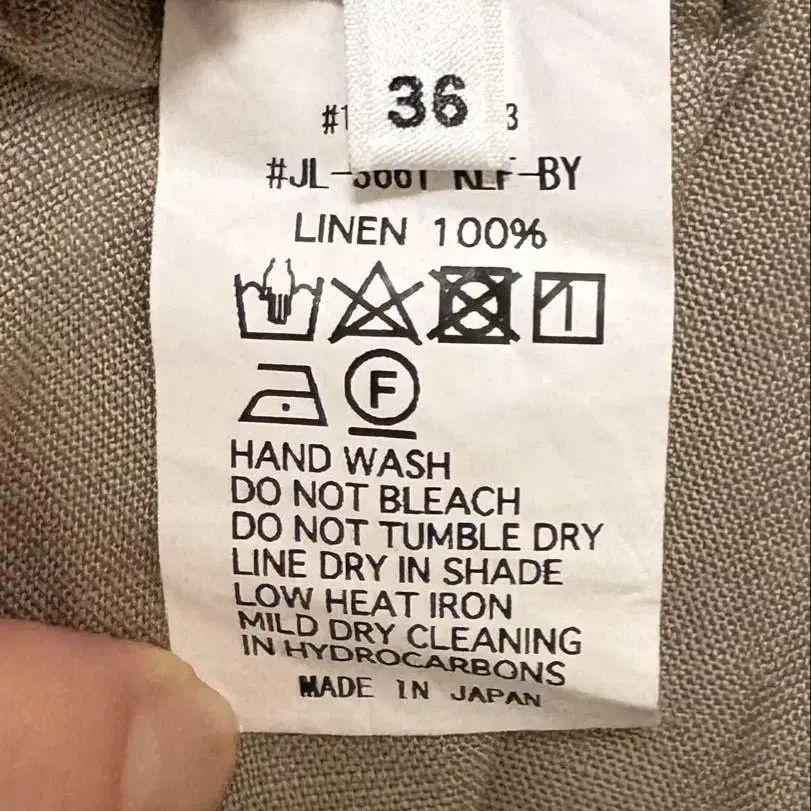 36
LINEN 100%
F
HAND WASH
DO NOT BLEACH
DO NOT TUMBLE DRY
LINE DRY IN SHADE
LOW HEAT IRON
MILD DRY CLEANING
IN HYDROCARBONS
MADE IN JAPAN